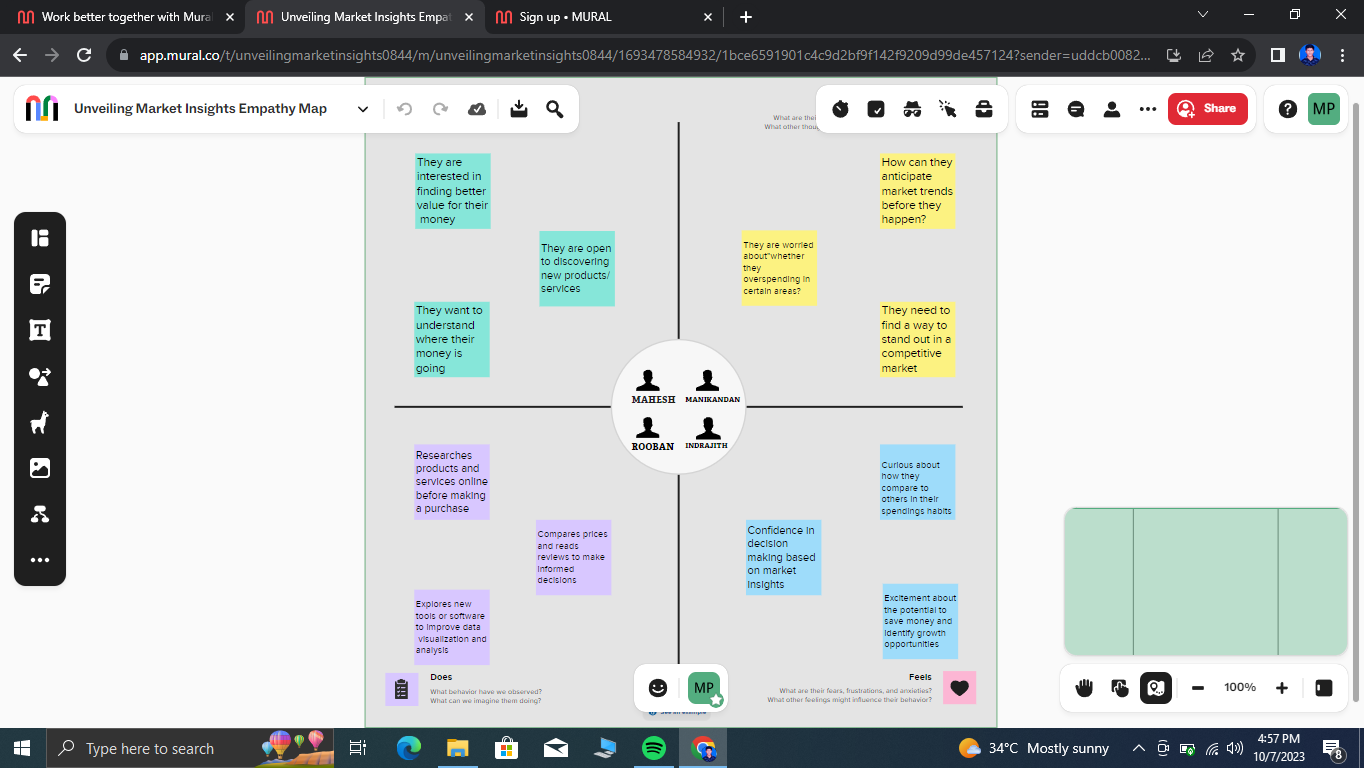 Work better together with Mural
Unveiling Market Insights Empat
Sign up • MURAL
app.mural.co/t/unveilingmarketinsights0844/m/unveilingmarketinsights0844/1693478584932/1bce6591901c4c9d2bf9f142f9209d99de457124?sender=uddcb0082...
Unveiling Market Insights Empathy Map
Share
MP
What are thei
What other thou
They are
interested in
finding better
value for their
money
They are open
to discovering
new products/
services
They want to
understand
where their
money is
going
How can they
anticipate
market trends
before they
happen?
They are worried
about"whether
they
overspending in
certain areas?
They need to
find a way to
stand out in a
competitive
market
MAHESH
MANIKANDAN
ROOBAN
INDRAJITH
Researches
products and
services online
before making
a purchase
Compares prices
and reads
reviews to make
informed
decisions
Explores new
tools or software
to improve data
visualization and
analysis
Curious about
how they
compare to
others in their
spendings habits
Confidence in
decision
making based
on market
insights
Excitement about
the potential to
save money and
identify growth
opportunities
Does
What behavior have we observed?
What can we imagine them doing?
MP
See an example
Feels
What are their fears, frustrations, and anxieties?
What other feelings might influence their behavior?
100%
Type here to search
34°C Mostly sunny
4:57 PM
10/7/2023
8